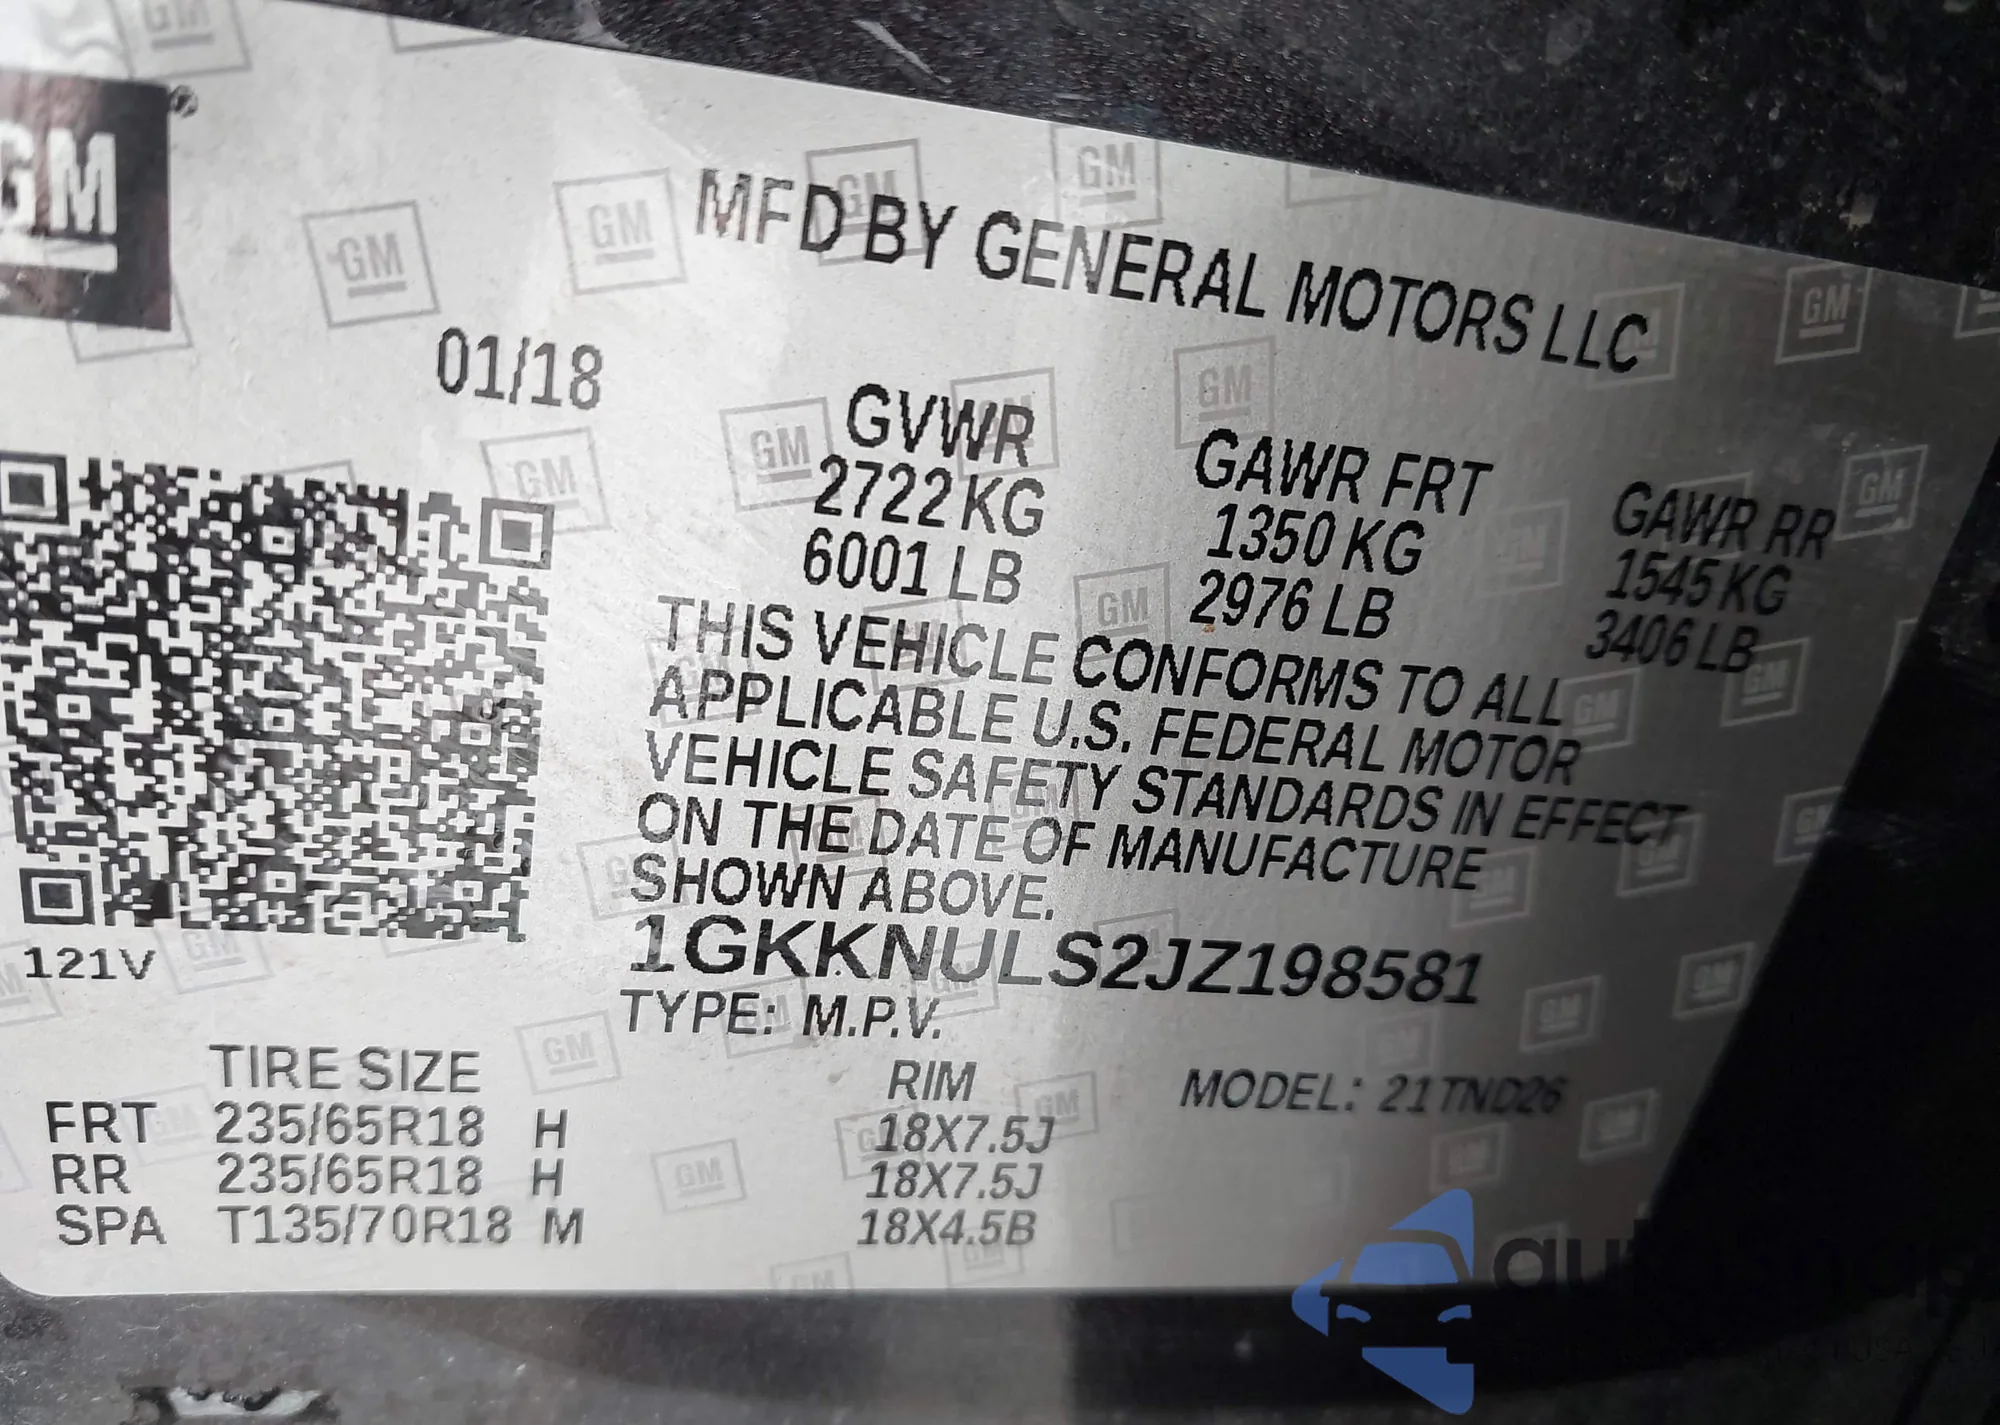 GM
MFD BY GENERAL MOTORS LLC
01/18
GVWR GAWR FRT GAWR RR
2722 KG 1350 KG 1545 KG
6001 LB 2976 LB 3406 LB
THIS VEHICLE CONFORMS TO ALL
APPLICABLE U.S. FEDERAL MOTOR
VEHICLE SAFETY STANDARDS IN EFFECT
ON THE DATE OF MANUFACTURE
SHOWN ABOVE.
1GKKNULS2JZ198581
121V
TYPE: M.P.V.
TIRE SIZE RIM MODEL: 21TND26
FRT 235/65R18 H 18X7.5J
RR 235/65R18 H 18X7.5J
SPA T135/70R18 M 18X4.5B